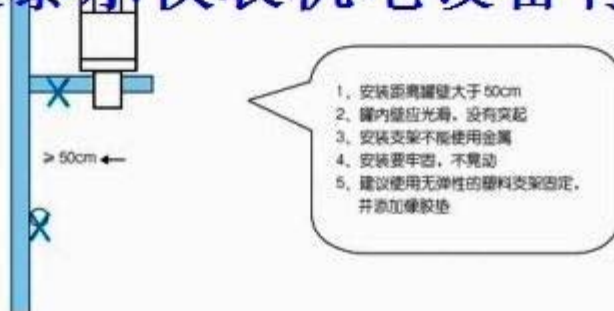 ≥ 50cm
1、安装距离罐壁大于50cm
2、罐内壁应光滑，没有突起
3、安装支架不能使用金属
4、安装要牢固，不晃动
5、建议使用无弹性的塑料支架固定，
并添加橡胶垫